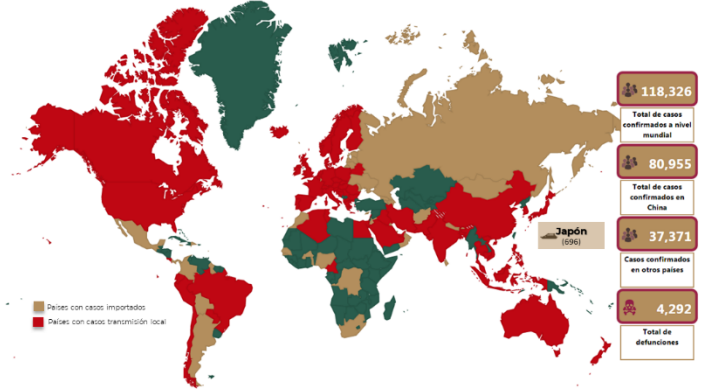 118,326
Total de casos
confirmados a nivel
mundial
80,955
Total de casos
confirmados en
China
Japón
(696)
37,371
Casos confirmados
en otros países
4,292
Total de
defunciones
Países con casos importados
Países con casos transmisión local